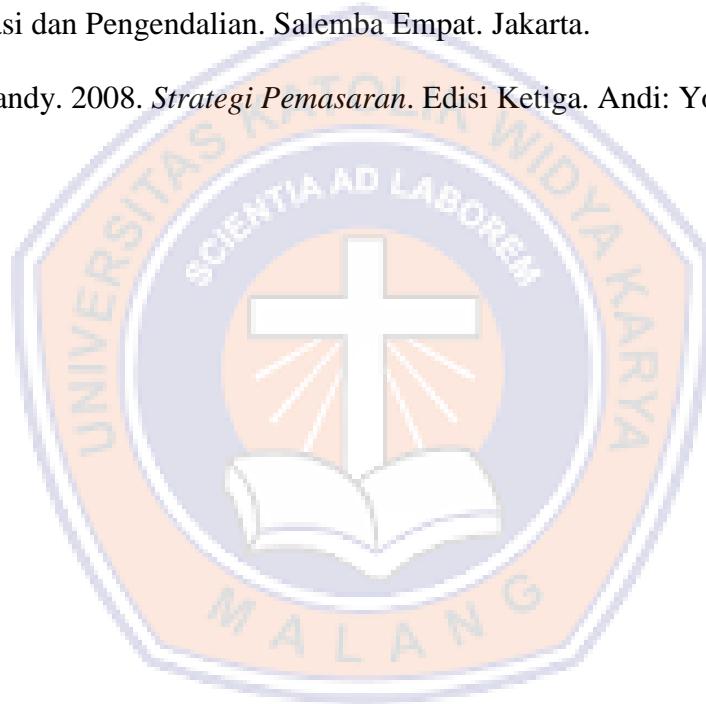 asi dan Pengendalian. Salemba Empat. Jakarta.
andy. 2008. Strategi Pemasaran. Edisi Ketiga. Andi: Yo
UNIVERSITAS KATOLIK WIDYA KARYA
SCIENTIA AD LABOREM
MALANG